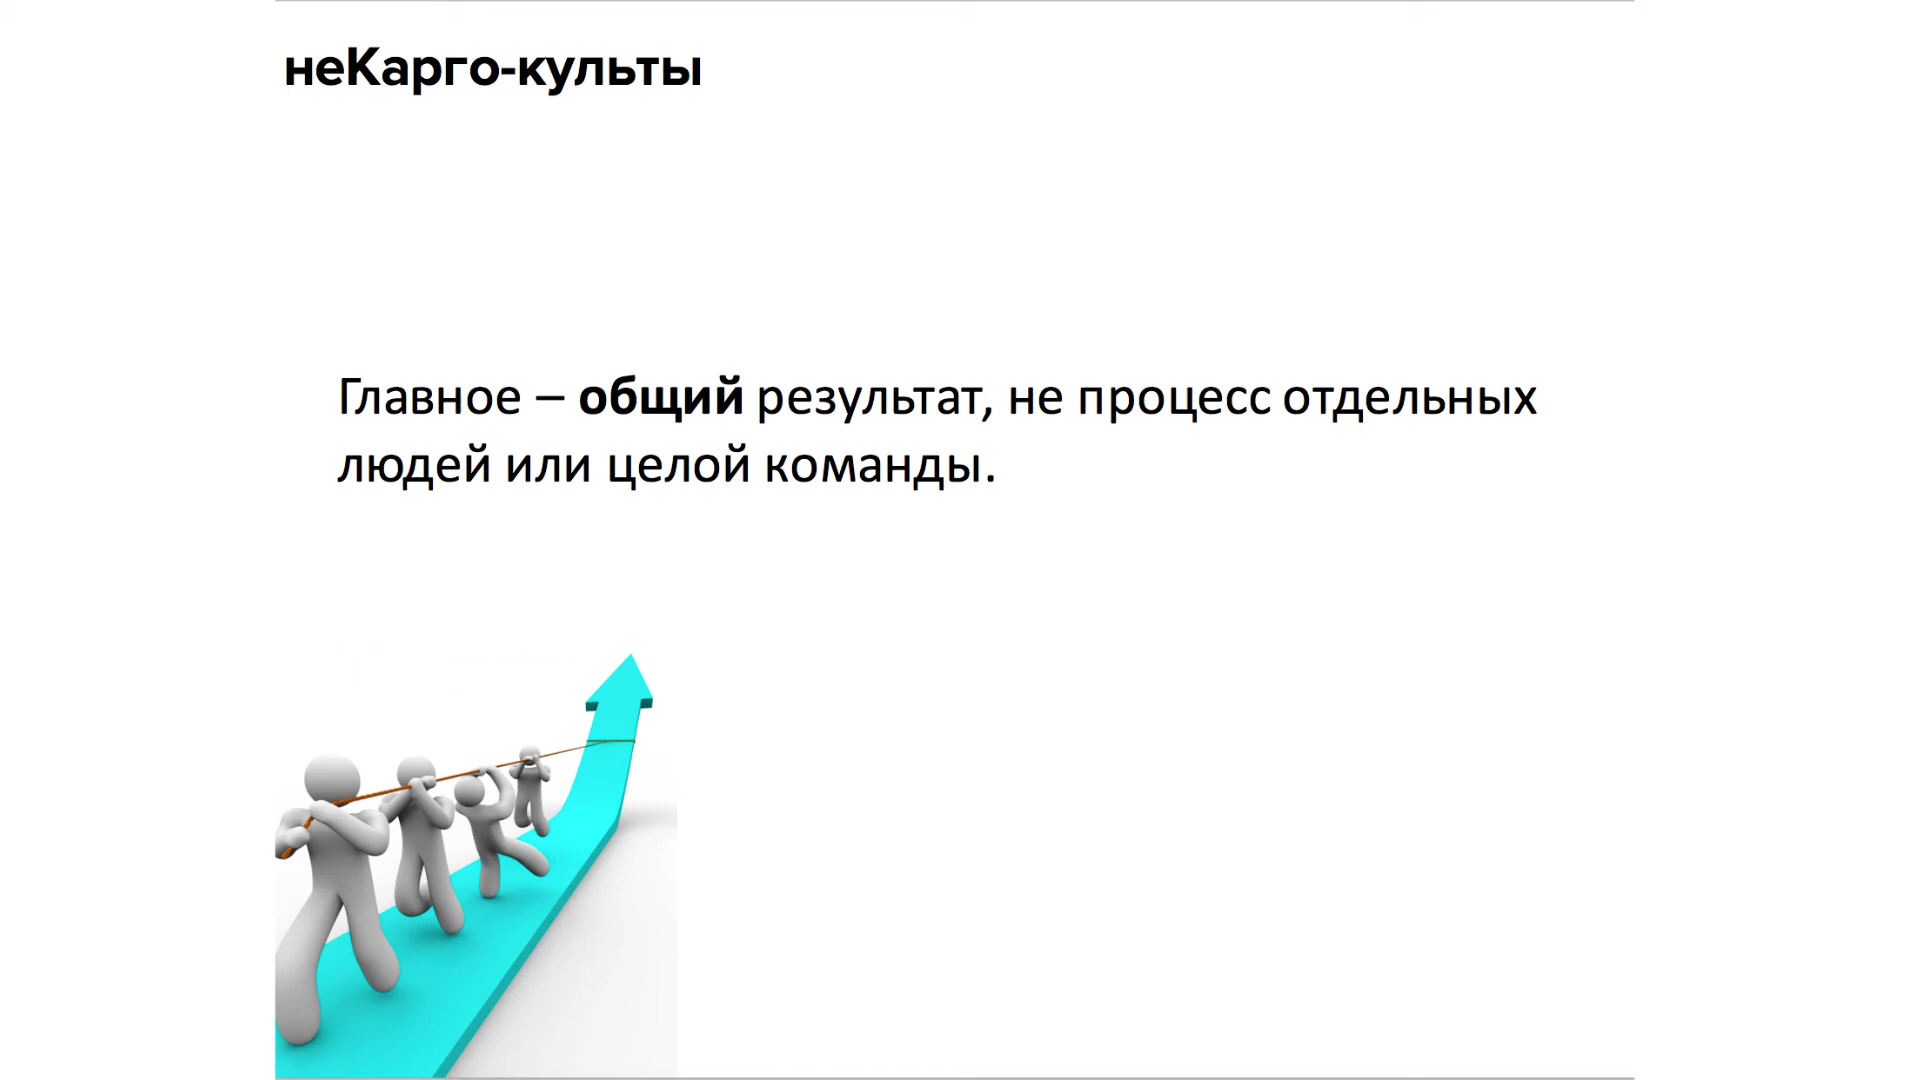 неКарго-культы
Главное – общий результат, не процесс отдельных
людей или целой команды.